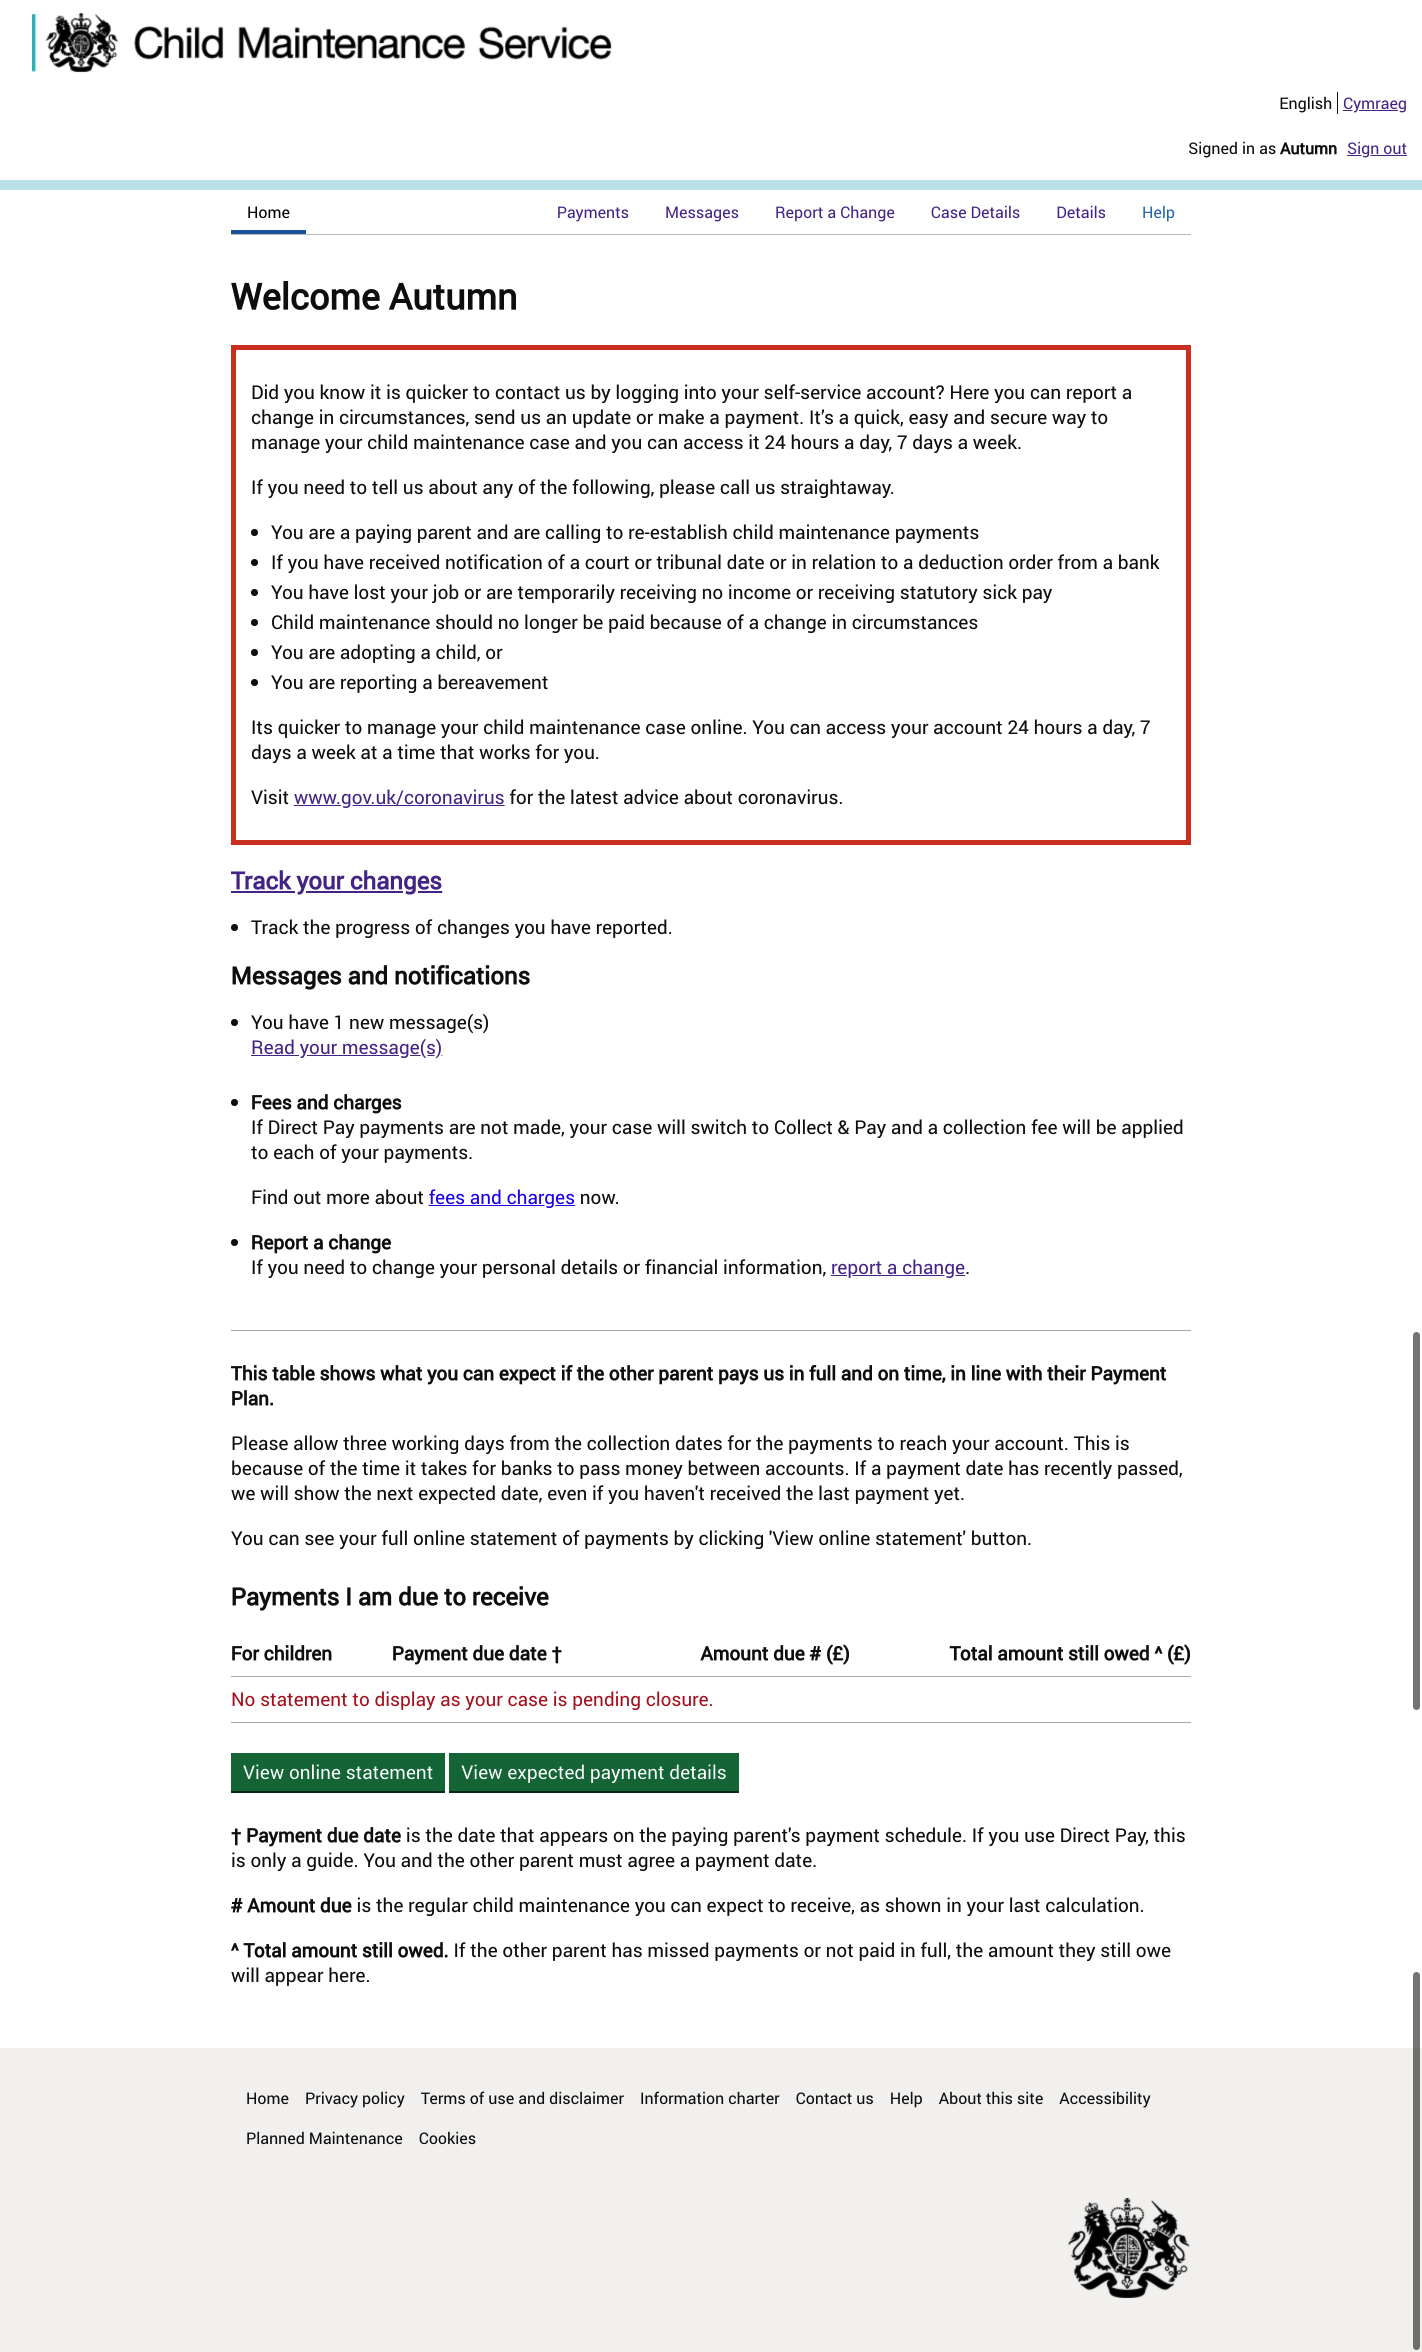 Child Maintenance Service
English | Cymraeg
Signed in as Autumn Sign out
Home Payments Messages Report a Change Case Details Details Help
Welcome Autumn
Did you know it is quicker to contact us by logging into your self-service account? Here you can report a
change in circumstances, send us an update or make a payment. It's a quick, easy and secure way to
manage your child maintenance case and you can access it 24 hours a day, 7 days a week.
If you need to tell us about any of the following, please call us straightaway.
• You are a paying parent and are calling to re-establish child maintenance payments
• If you have received notification of a court or tribunal date or in relation to a deduction order from a bank
• You have lost your job or are temporarily receiving no income or receiving statutory sick pay
• Child maintenance should no longer be paid because of a change in circumstances
• You are adopting a child, or
• You are reporting a bereavement
Its quicker to manage your child maintenance case online. You can access your account 24 hours a day, 7
days a week at a time that works for you.
Visit www.gov.uk/coronavirus for the latest advice about coronavirus.
Track your changes
• Track the progress of changes you have reported.
Messages and notifications
• You have 1 new message(s)
Read your message(s)
• Fees and charges
If Direct Pay payments are not made, your case will switch to Collect & Pay and a collection fee will be applied
to each of your payments.
Find out more about fees and charges now.
• Report a change
If you need to change your personal details or financial information, report a change.
This table shows what you can expect if the other parent pays us in full and on time, in line with their Payment
Plan.
Please allow three working days from the collection dates for the payments to reach your account. This is
because of the time it takes for banks to pass money between accounts. If a payment date has recently passed,
we will show the next expected date, even if you haven't received the last payment yet.
You can see your full online statement of payments by clicking 'View online statement' button.
Payments I am due to receive
For children Payment due date † Amount due # (£) Total amount still owed ^ (£)
No statement to display as your case is pending closure.
View online statement View expected payment details
† Payment due date is the date that appears on the paying parent's payment schedule. If you use Direct Pay, this
is only a guide. You and the other parent must agree a payment date.
# Amount due is the regular child maintenance you can expect to receive, as shown in your last calculation.
^ Total amount still owed. If the other parent has missed payments or not paid in full, the amount they still owe
will appear here.
Home Privacy policy Terms of use and disclaimer Information charter Contact us Help About this site Accessibility
Planned Maintenance Cookies